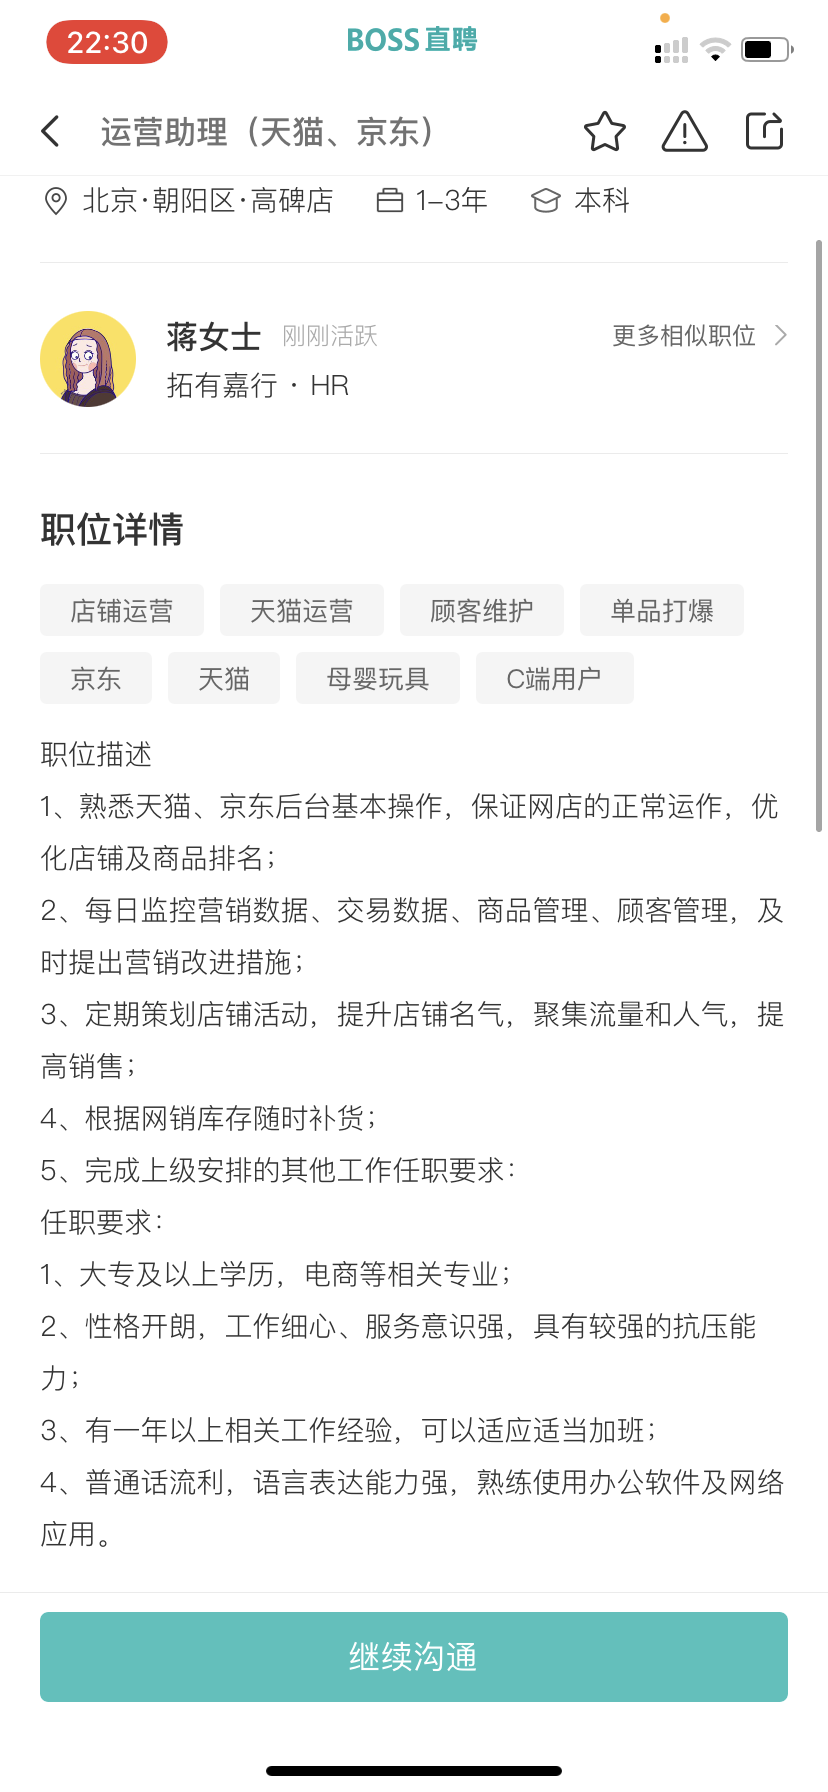 22:30
BOSS直聘
运营助理（天猫、京东）
北京·朝阳区·高碑店 1-3年 本科
蒋女士 刚刚活跃 更多相似职位
拓有嘉行 · HR
职位详情
店铺运营 天猫运营 顾客维护 单品打爆
京东 天猫 母婴玩具 C端用户
职位描述
1、熟悉天猫、京东后台基本操作，保证网店的正常运作，优
化店铺及商品排名；
2、每日监控营销数据、交易数据、商品管理、顾客管理，及
时提出营销改进措施；
3、定期策划店铺活动，提升店铺名气，聚集流量和人气，提
高销售；
4、根据网销库存随时补货；
5、完成上级安排的其他工作任职要求：
任职要求：
1、大专及以上学历，电商等相关专业；
2、性格开朗，工作细心、服务意识强，具有较强的抗压能
力；
3、有一年以上相关工作经验，可以适应适当加班；
4、普通话流利，语言表达能力强，熟练使用办公软件及网络
应用。
继续沟通